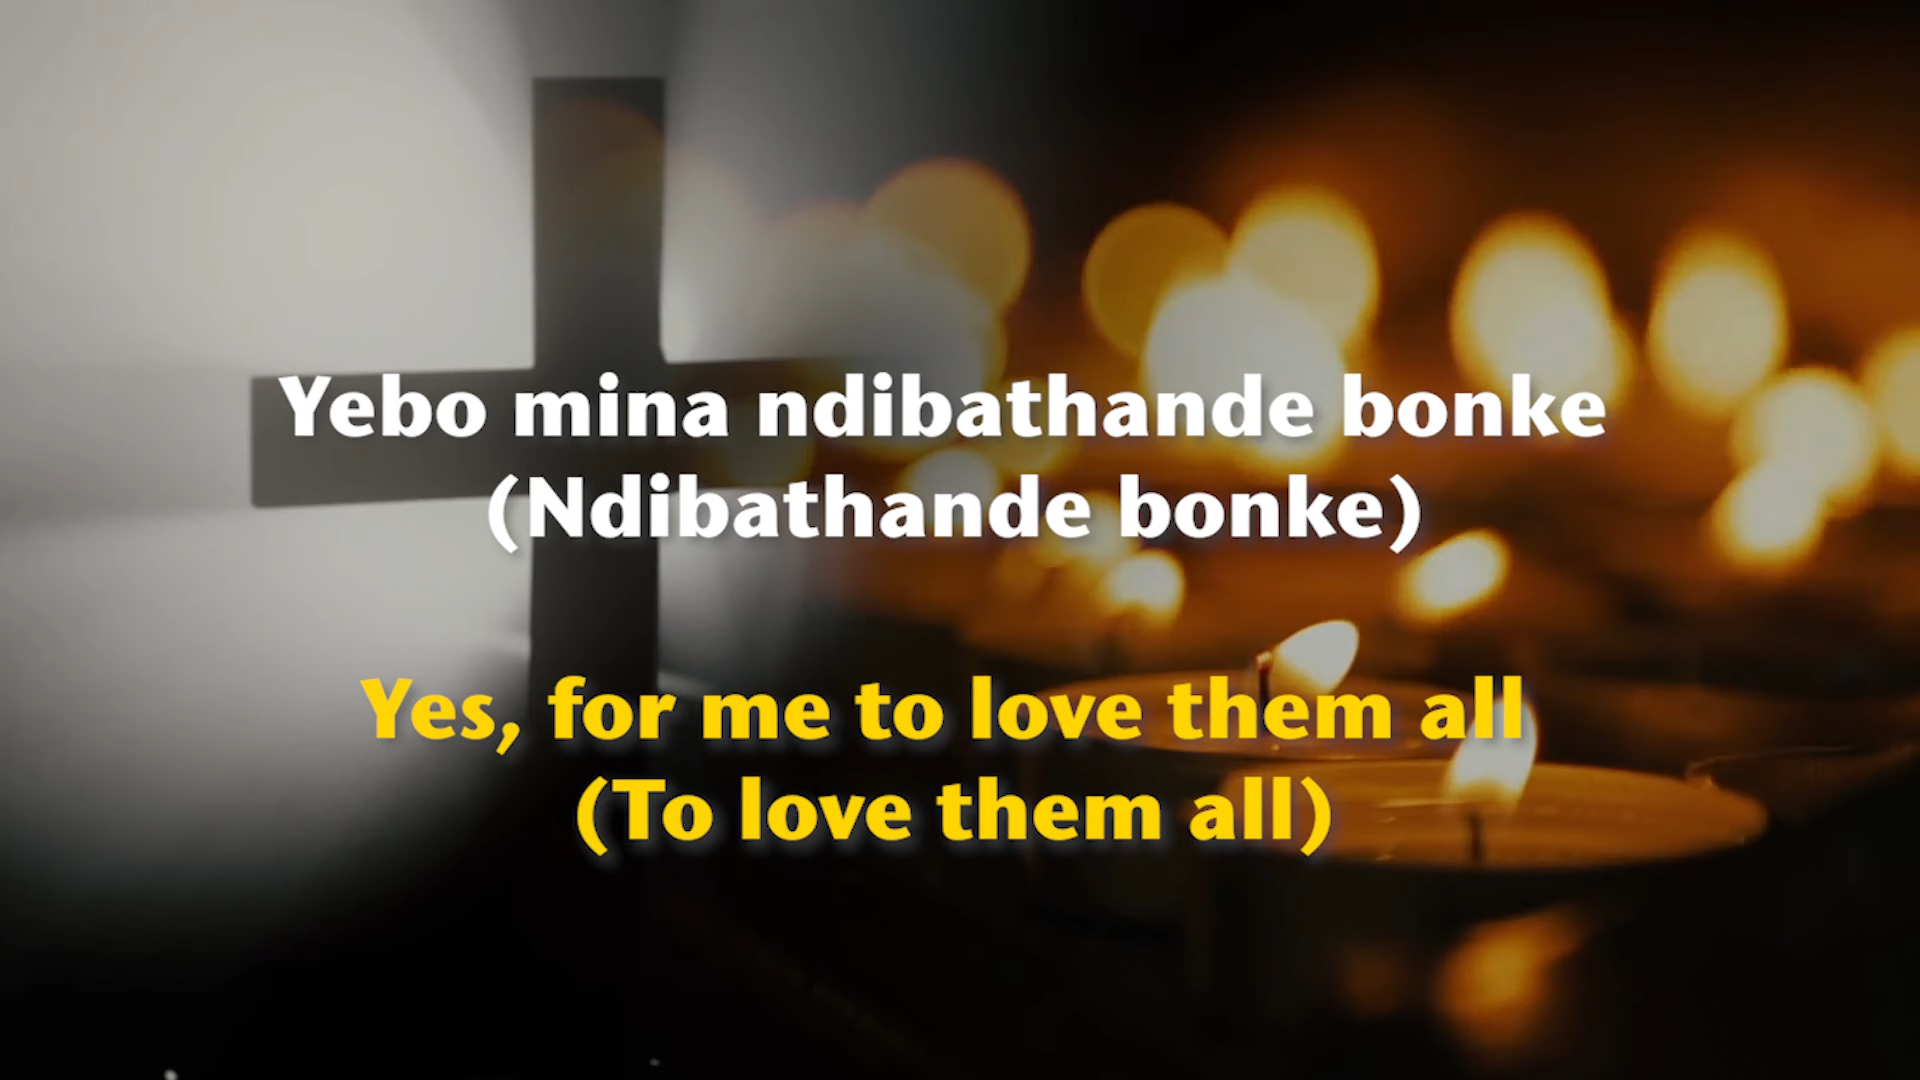 Yebo mina ndibathande bonke
(Ndibathande bonke)
Yes, for me to love them all
(To love them all)